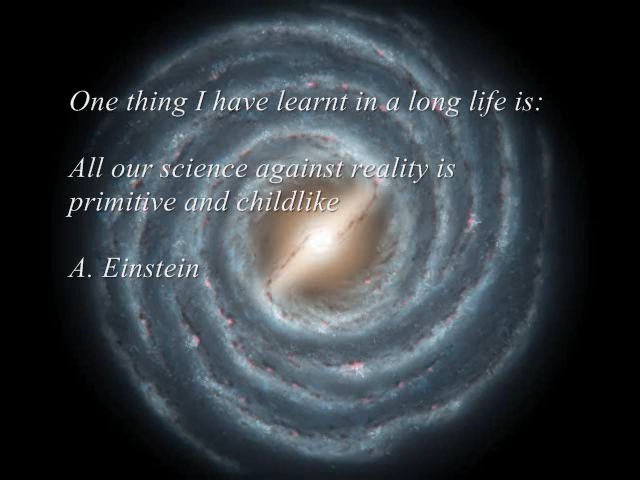 One thing I have learnt in a long life is:
All our science against reality is
primitive and childlike
A. Einstein